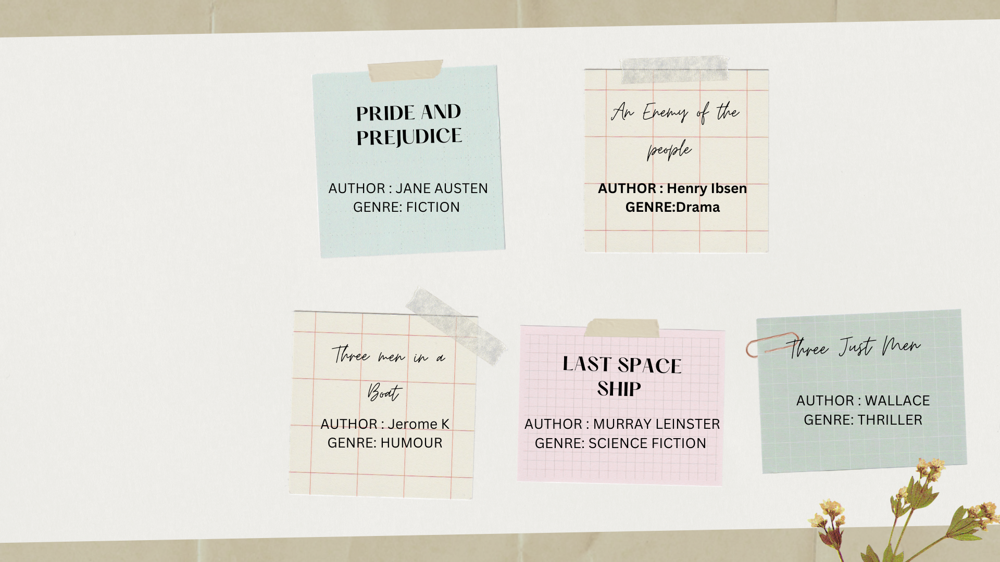 PRIDE AND
PREJUDICE
AUTHOR : JANE AUSTEN
GENRE: FICTION
An Enemy of the
people
AUTHOR : Henry Ibsen
GENRE:Drama
Three men in a
Boat
AUTHOR : Jerome K
GENRE: HUMOUR
LAST SPACE
SHIP
AUTHOR : MURRAY LEINSTER
GENRE: SCIENCE FICTION
Three Just Men
AUTHOR : WALLACE
GENRE: THRILLER